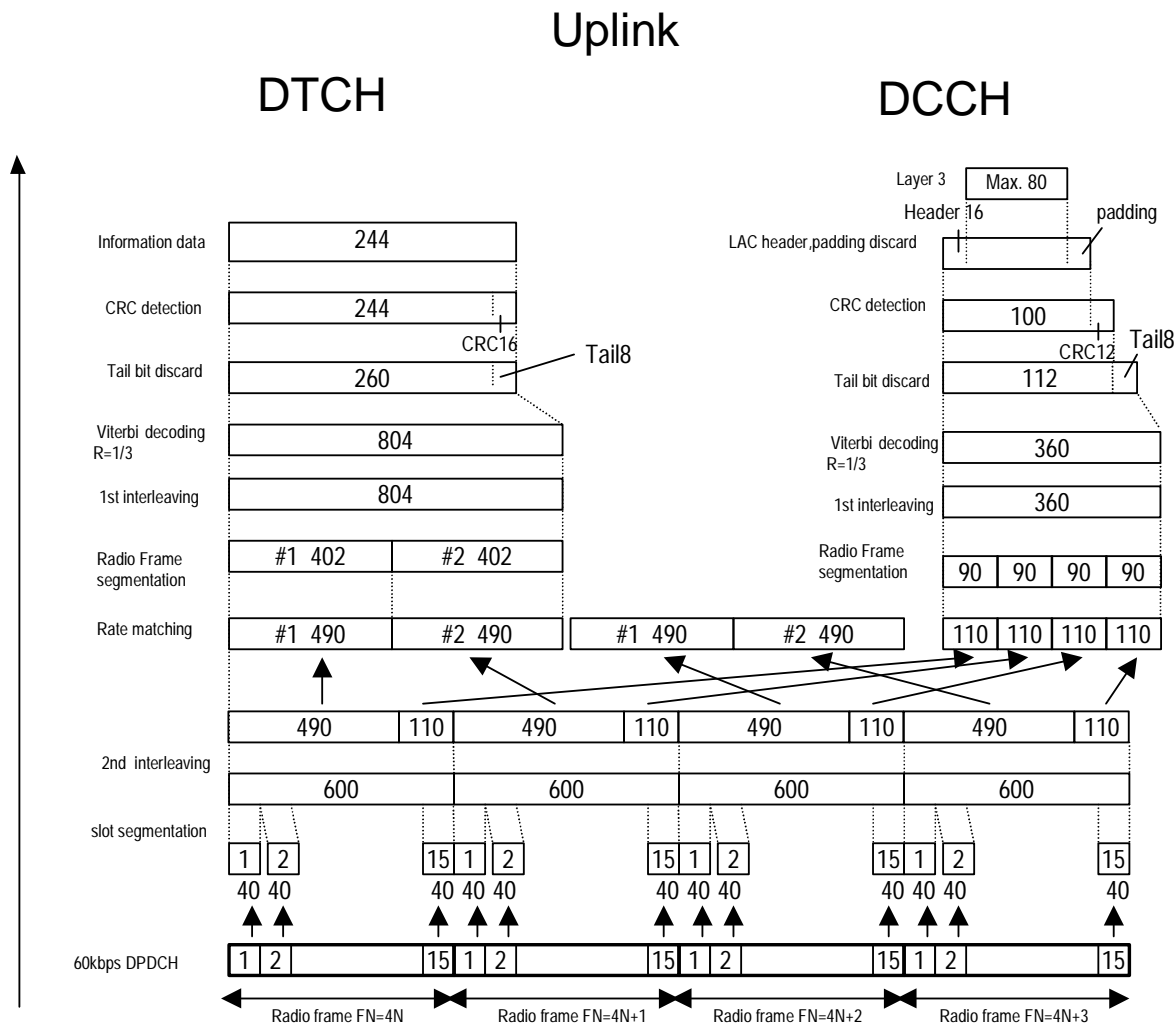 Uplink
DTCH DCCH
Layer 3 Max. 80
Header 16 padding
Information data 244 LAC header,padding discard
CRC detection 244 CRC detection 100
CRC16 CRC12
Tail8 Tail8
Tail bit discard 260 Tail bit discard 112
Viterbi decoding R=1/3 804 Viterbi decoding R=1/3 360
1st interleaving 804 1st interleaving 360
Radio Frame segmentation #1 402 #2 402 Radio Frame segmentation 90 90 90 90
Rate matching #1 490 #2 490 #1 490 #2 490 110 110 110 110
490 110 490 110 490 110 490 110
2nd interleaving
600 600 600 600
slot segmentation
1 2 15 1 2 15 1 2 15 1 2 15
40 40 40 40 40 40 40 40 40 40 40 40
60kbps DPDCH 1 2 15 1 2 15 1 2 15 1 2 15
Radio frame FN=4N Radio frame FN=4N+1 Radio frame FN=4N+2 Radio frame FN=4N+3